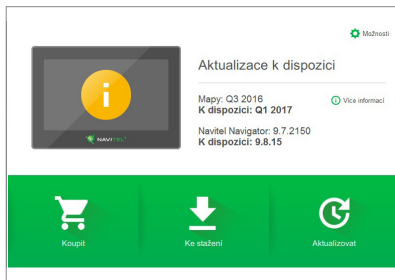 Možnosti
Aktualizace k dispozici
Mapy: Q3 2016
K dispozici: Q1 2017
Více informací
Navitel Navigator: 9.7.2150
K dispozici: 9.8.15
NAVITEL
Koupit
Ke stažení
Aktualizovat